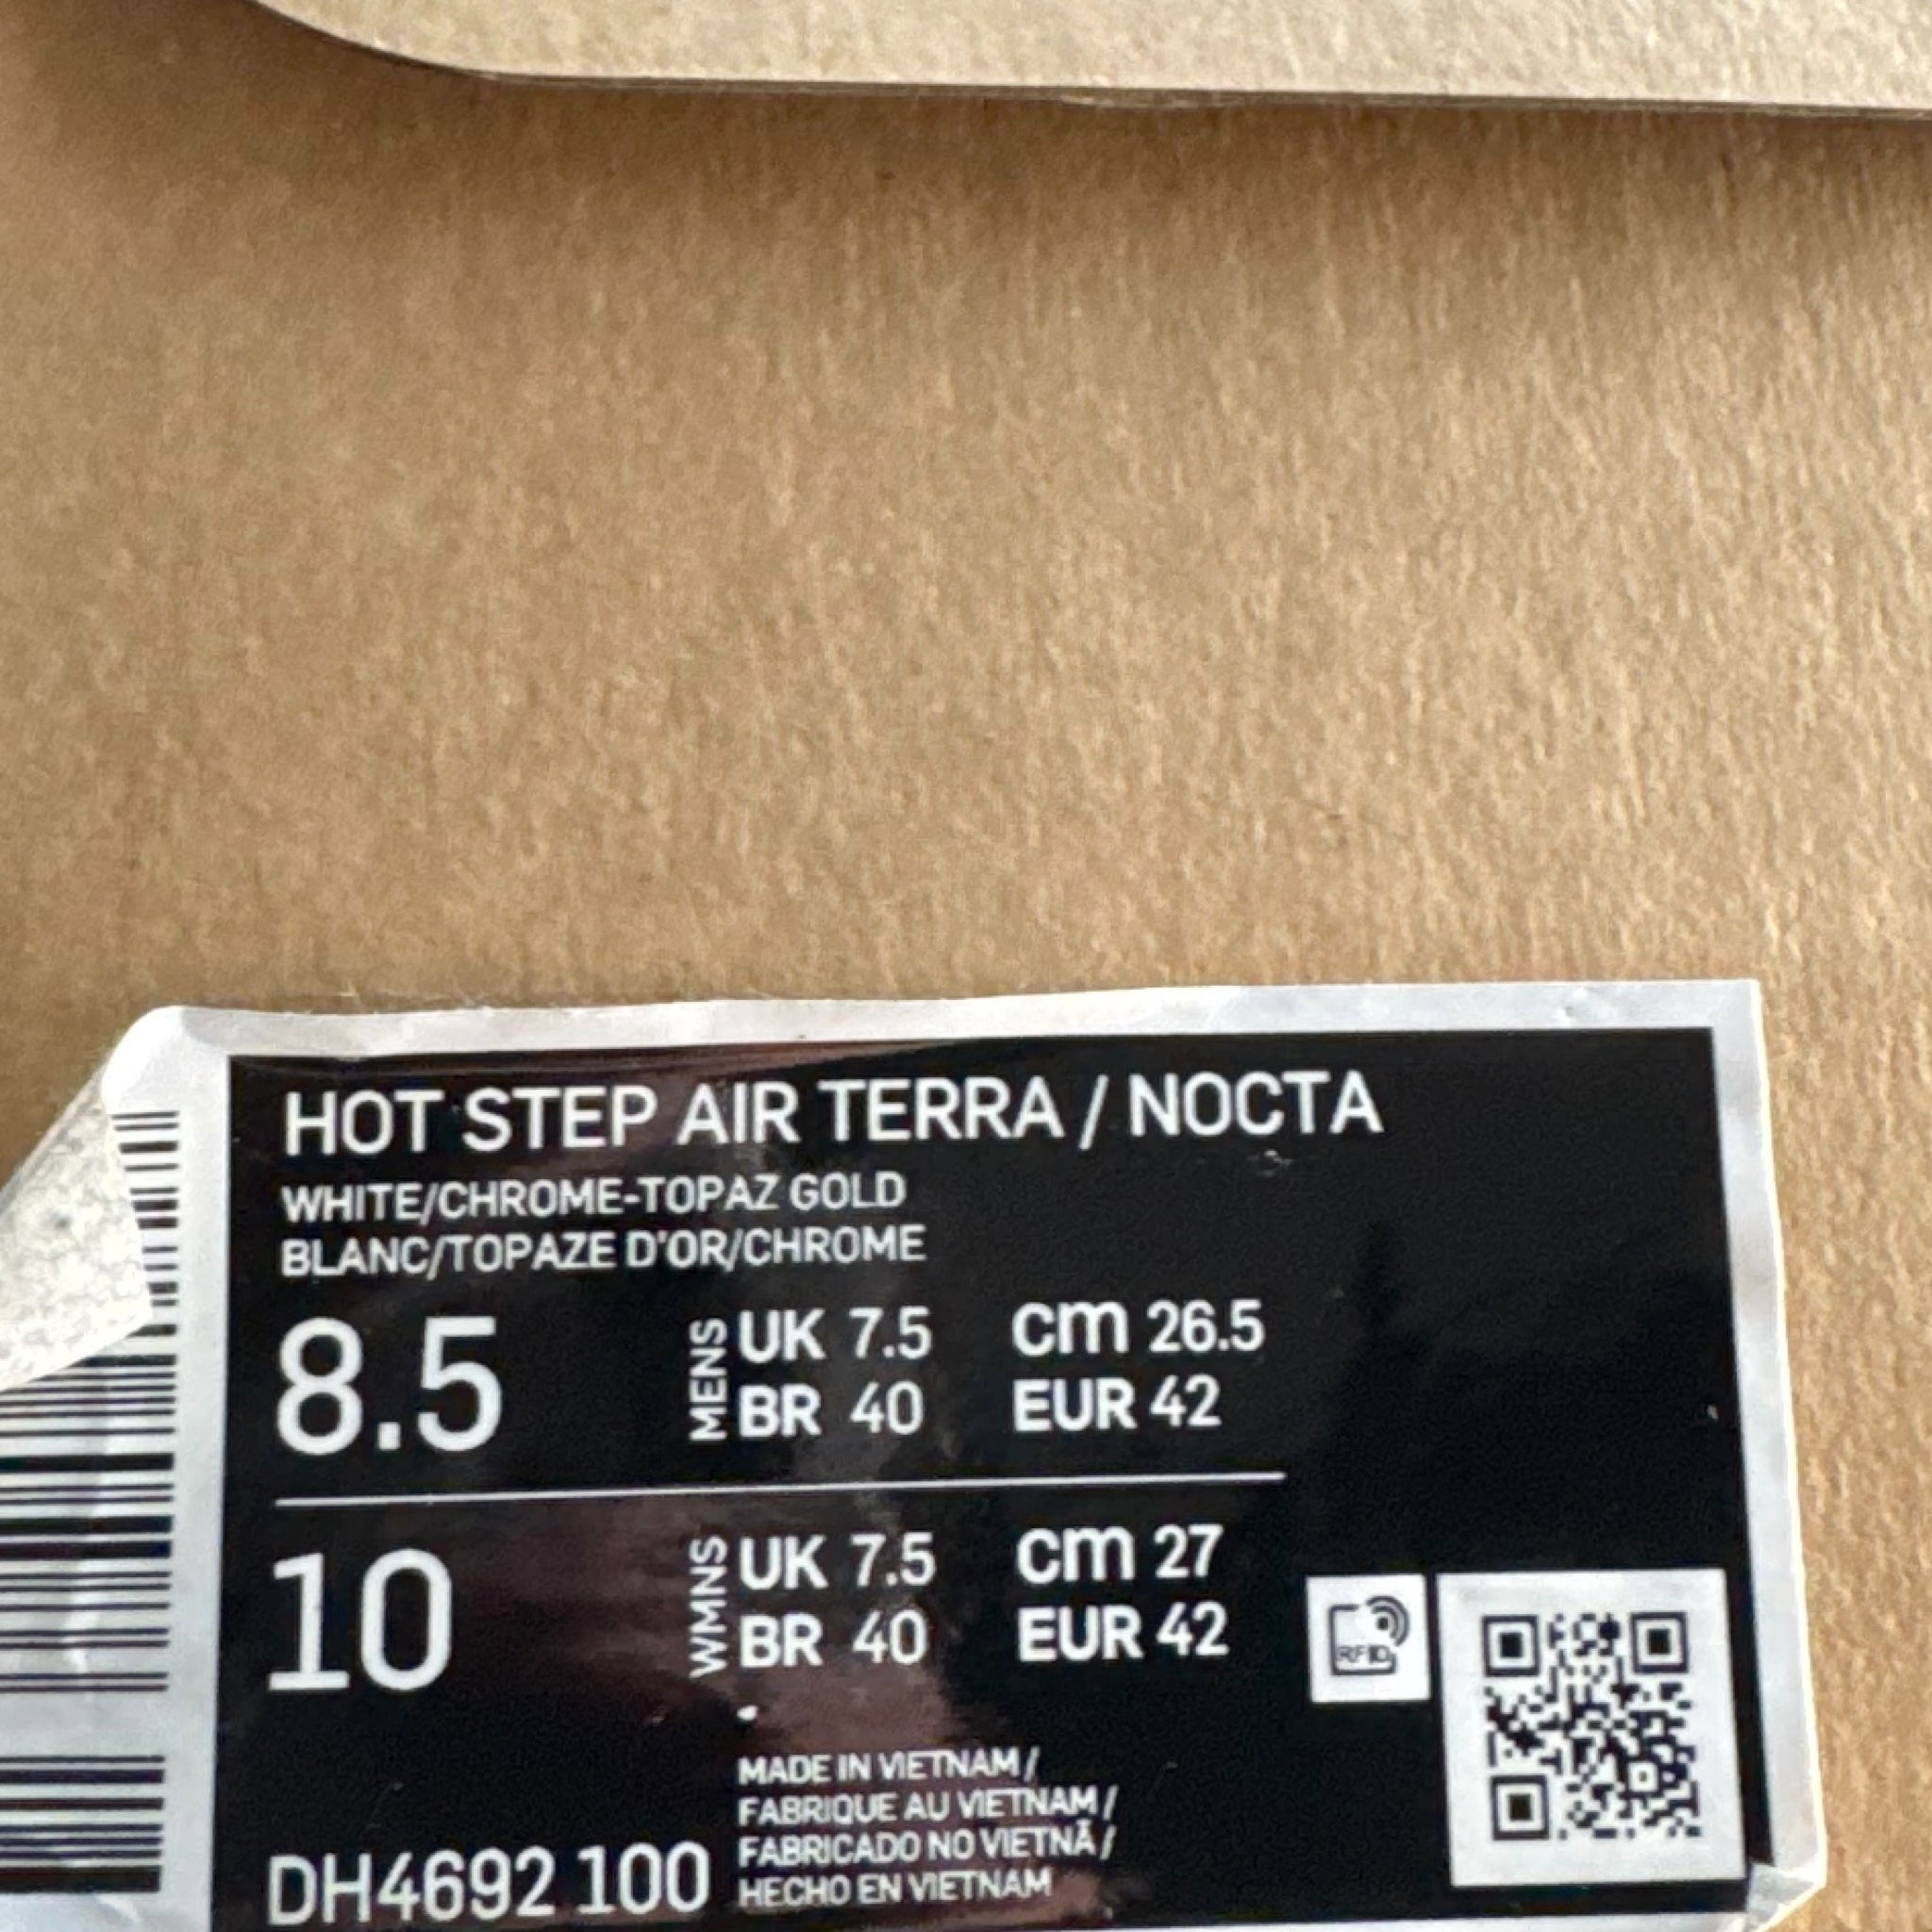 HOT STEP AIR TERRA / NOCTA
WHITE/CHROME-TOPAZ GOLD
BLANC/TOPAZE D'OR/CHROME
8.5
MENS
UK 7.5 cm 26.5
BR 40 EUR 42
10
WMNS
UK 7.5 cm 27
BR 40 EUR 42
RFID
MADE IN VIETNAM /
FABRIQUE AU VIETNAM /
FABRICADO NO VIETNÃ /
HECHO EN VIETNAM
DH4692 100